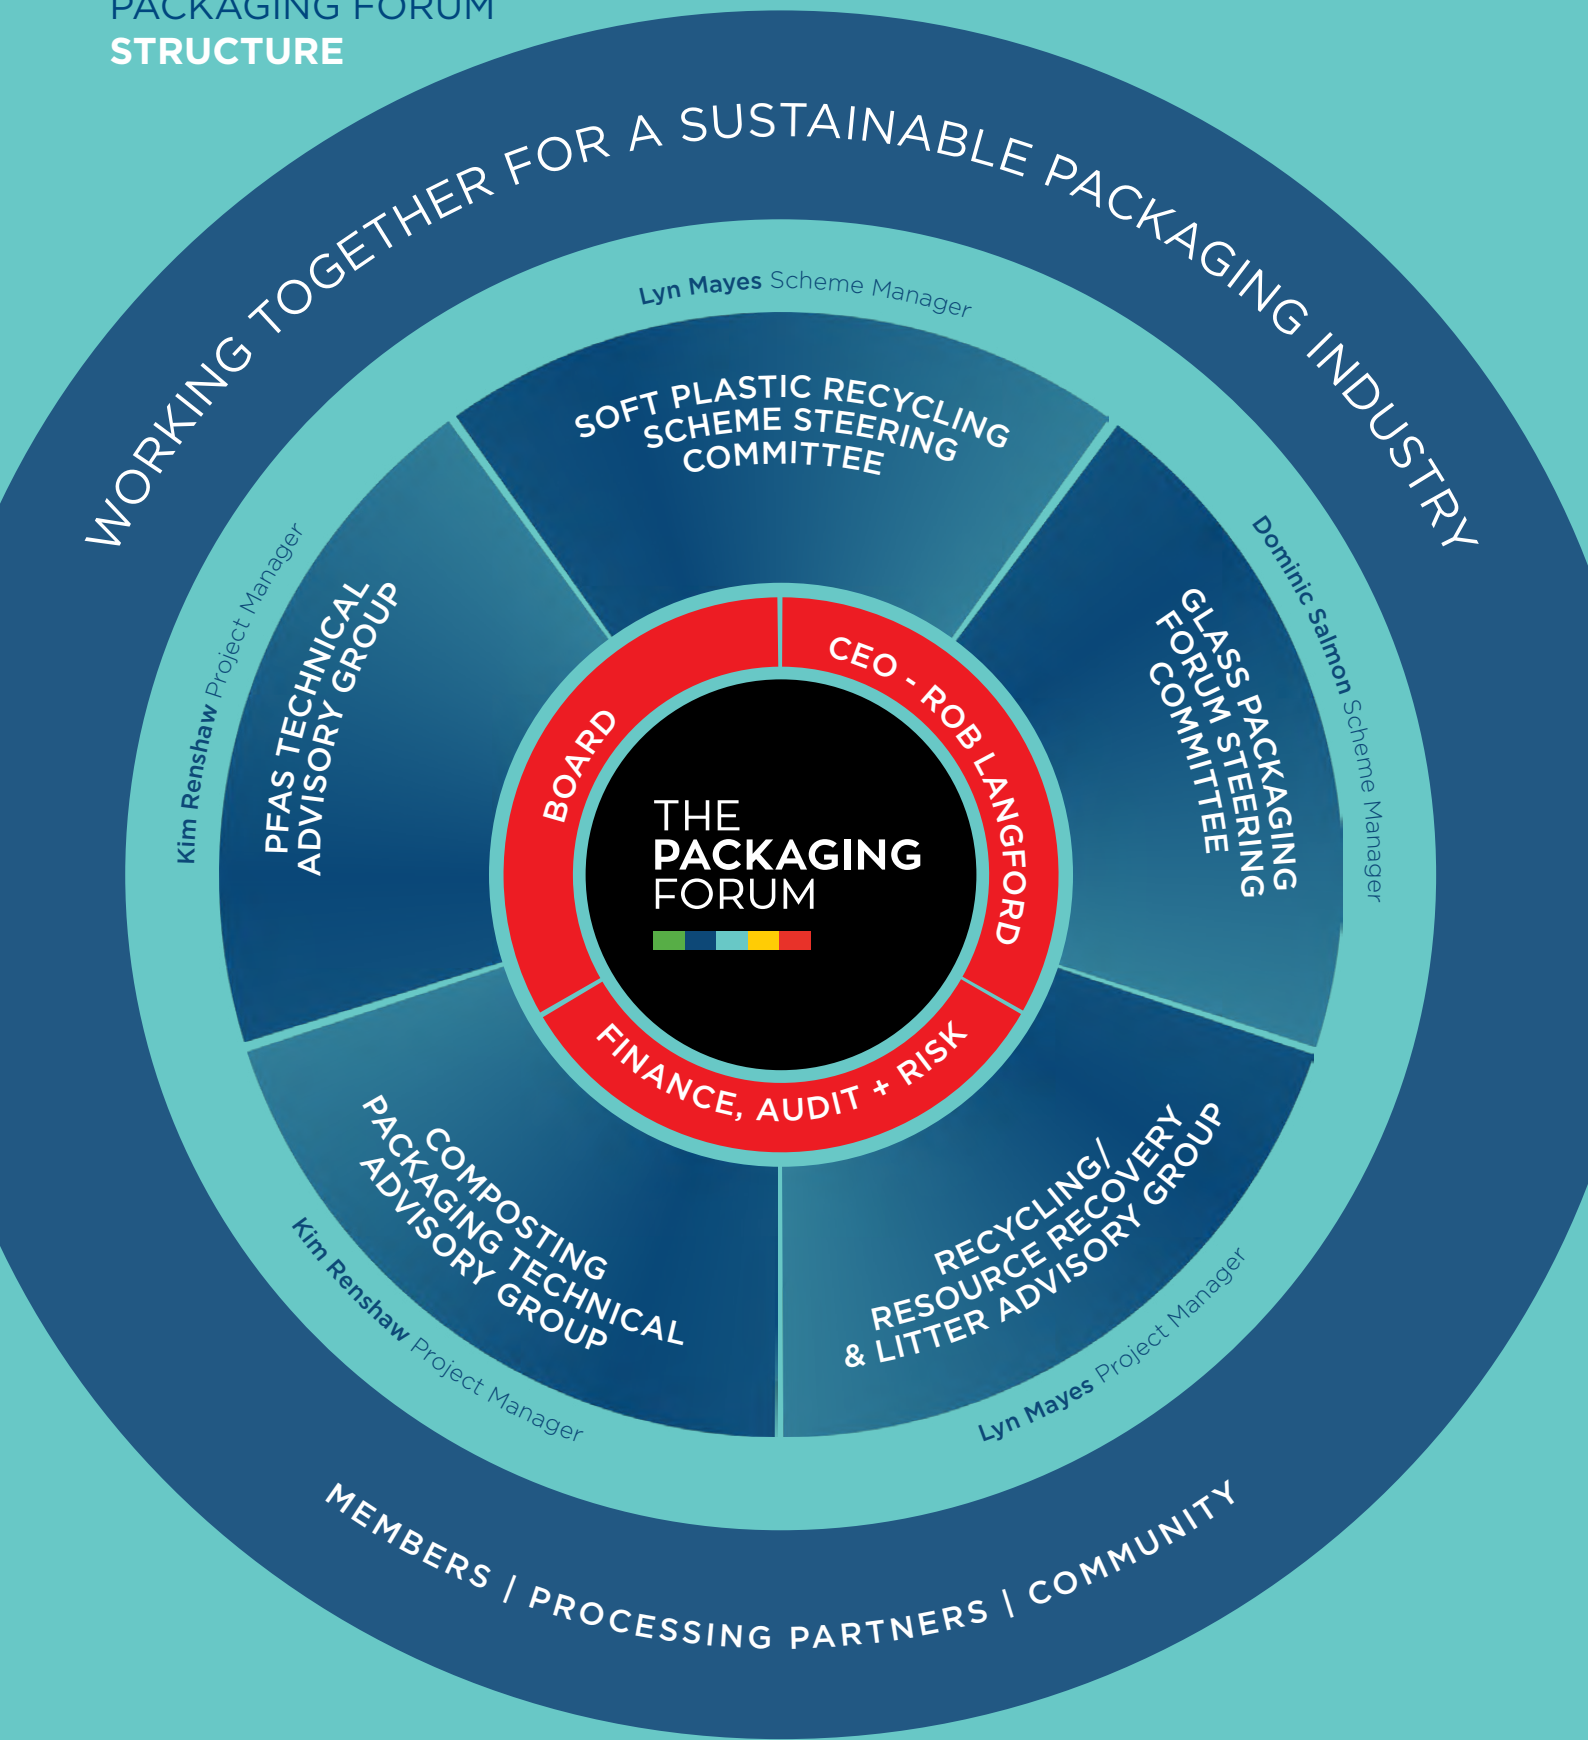 PACKAGING FORUM
STRUCTURE
WORKING TOGETHER FOR A SUSTAINABLE PACKAGING INDUSTRY
Lyn Mayes Scheme Manager
SOFT PLASTIC RECYCLING
SCHEME STEERING
COMMITTEE
Dominic Salmon Scheme Manager
GLASS PACKAGING
FORUM STEERING
COMMITTEE
Kim Renshaw Project Manager
PFAS TECHNICAL
ADVISORY GROUP
BOARD
CEO - ROB LANGFORD
FINANCE, AUDIT + RISK
THE
PACKAGING
FORUM
COMPOSTING
PACKAGING TECHNICAL
ADVISORY GROUP
Kim Renshaw Project Manager
RECYCLING/
RESOURCE RECOVERY
& LITTER ADVISORY GROUP
Lyn Mayes Project Manager
MEMBERS | PROCESSING PARTNERS | COMMUNITY